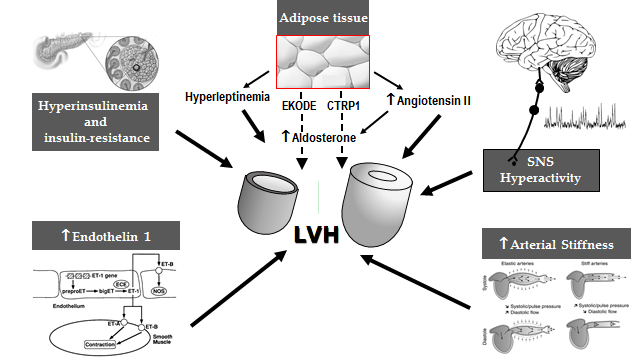 Adipose tissue
Hyperleptinemia
EKODE CTRP1
↑Angiotensin II
↑Aldosterone
Hyperinsulinemia
and
insulin-resistance
SNS
Hyperactivity
LVH
↑Endothelin 1
ET-B
ET-1 gene
ECE
preproET bigET ET-1
NOS
Endothelium
ET-A
ET-B
Smooth
Muscle
Contraction
↑Arterial Stiffness
Elastic arteries Stiff arteries
Systole
↘ Systolic/pulse pressure
↗ Diastolic flow
↗ Systolic/pulse pressure
↘ Diastolic flow
Diastole